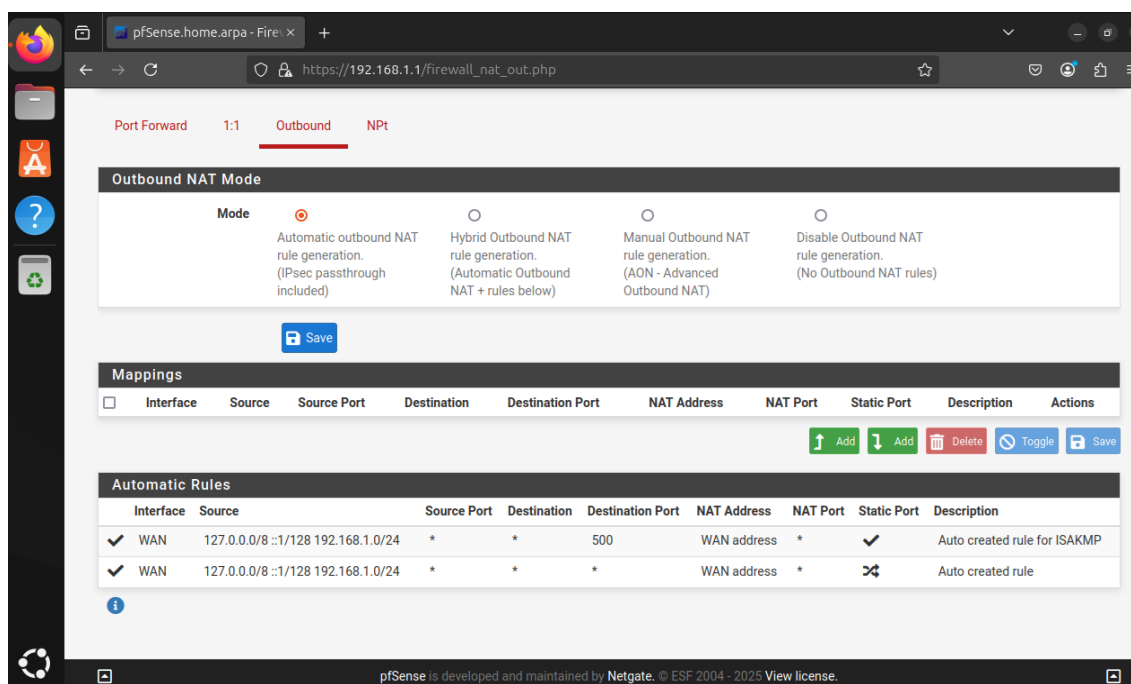 pfSense.home.arpa - Firew
https://192.168.1.1/firewall_nat_out.php
Port Forward 1:1 Outbound NPt
Outbound NAT Mode
Mode
Automatic outbound NAT
rule generation.
(IPsec passthrough
included)
Hybrid Outbound NAT
rule generation.
(Automatic Outbound
NAT + rules below)
Manual Outbound NAT
rule generation.
(AON - Advanced
Outbound NAT)
Disable Outbound NAT
rule generation.
(No Outbound NAT rules)
Save
Mappings
Interface Source Source Port Destination Destination Port NAT Address NAT Port Static Port Description Actions
Add Add Delete Toggle Save
Automatic Rules
Interface Source Source Port Destination Destination Port NAT Address NAT Port Static Port Description
WAN 127.0.0.0/8 ::1/128 192.168.1.0/24 * * 500 WAN address * Auto created rule for ISAKMP
WAN 127.0.0.0/8 ::1/128 192.168.1.0/24 * * * WAN address * Auto created rule
pfSense is developed and maintained by Netgate. © ESF 2004 - 2025 View license.